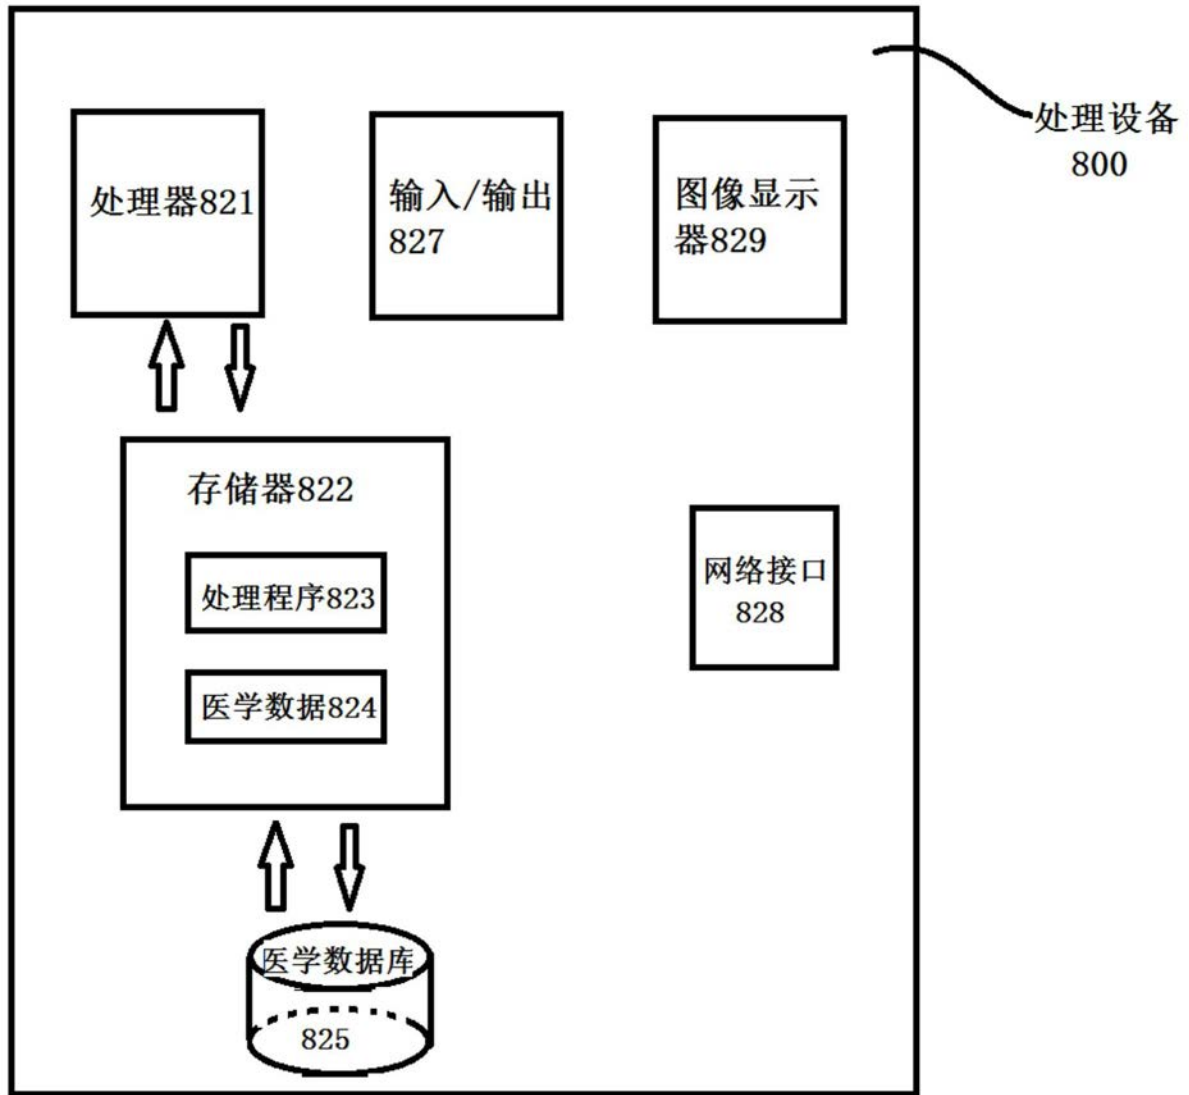 处理设备
800
处理器821
输入/输出
827
图像显示
器829
存储器822
处理程序823
医学数据824
网络接口
828
医学数据库
825